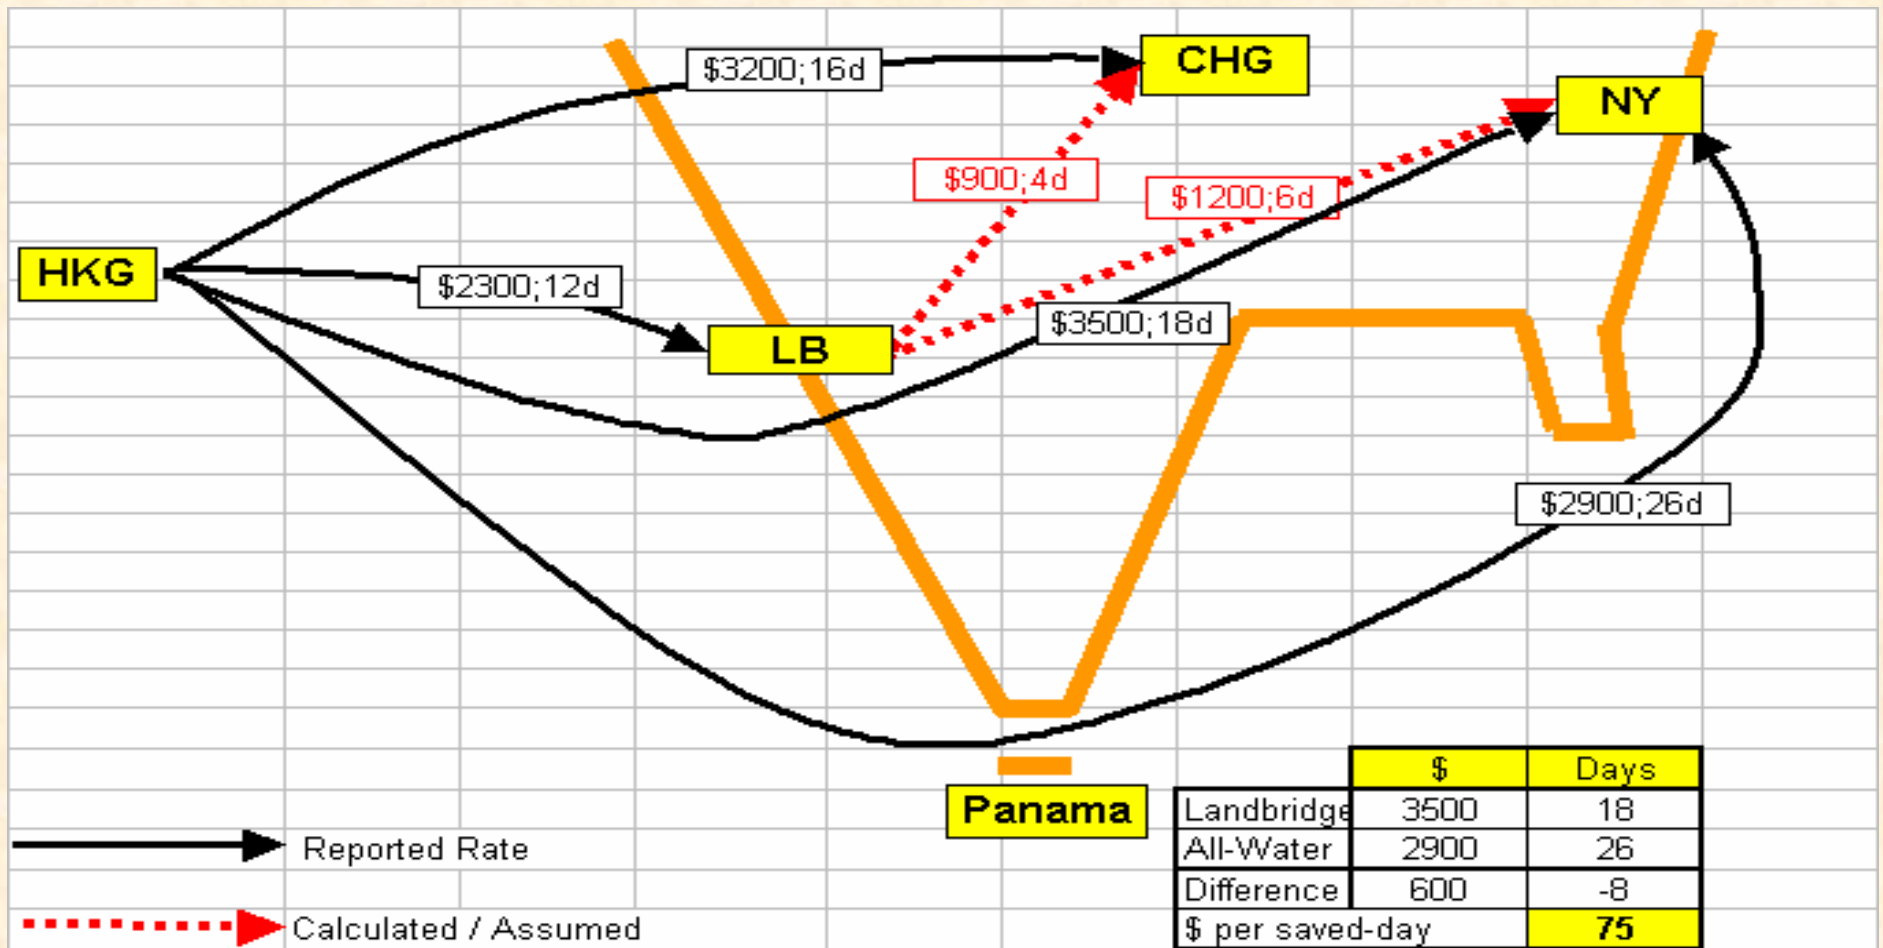 $3200;16d
CHG
NY
$900;4d
$1200;6d
HKG
$2300;12d
$3500;18d
LB
$2900;26d
Panama
$ Days
Landbridge 3500 18
All-Water 2900 26
Difference 600 -8
$ per saved-day 75
Reported Rate
Calculated / Assumed